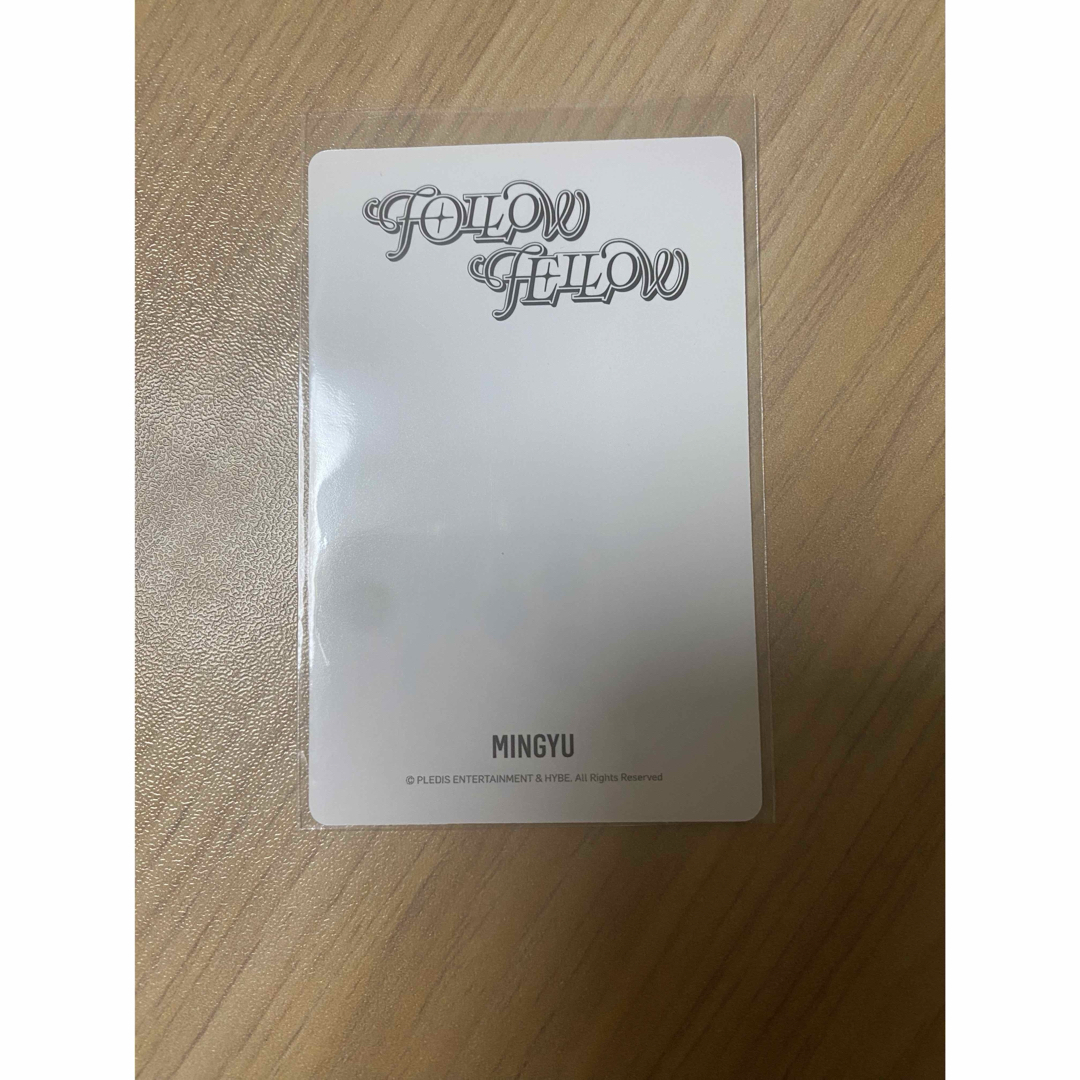 FOLLOW
FELLOW
MINGYU
© PLEDIS ENTERTAINMENT & HYBE. All Rights Reserved